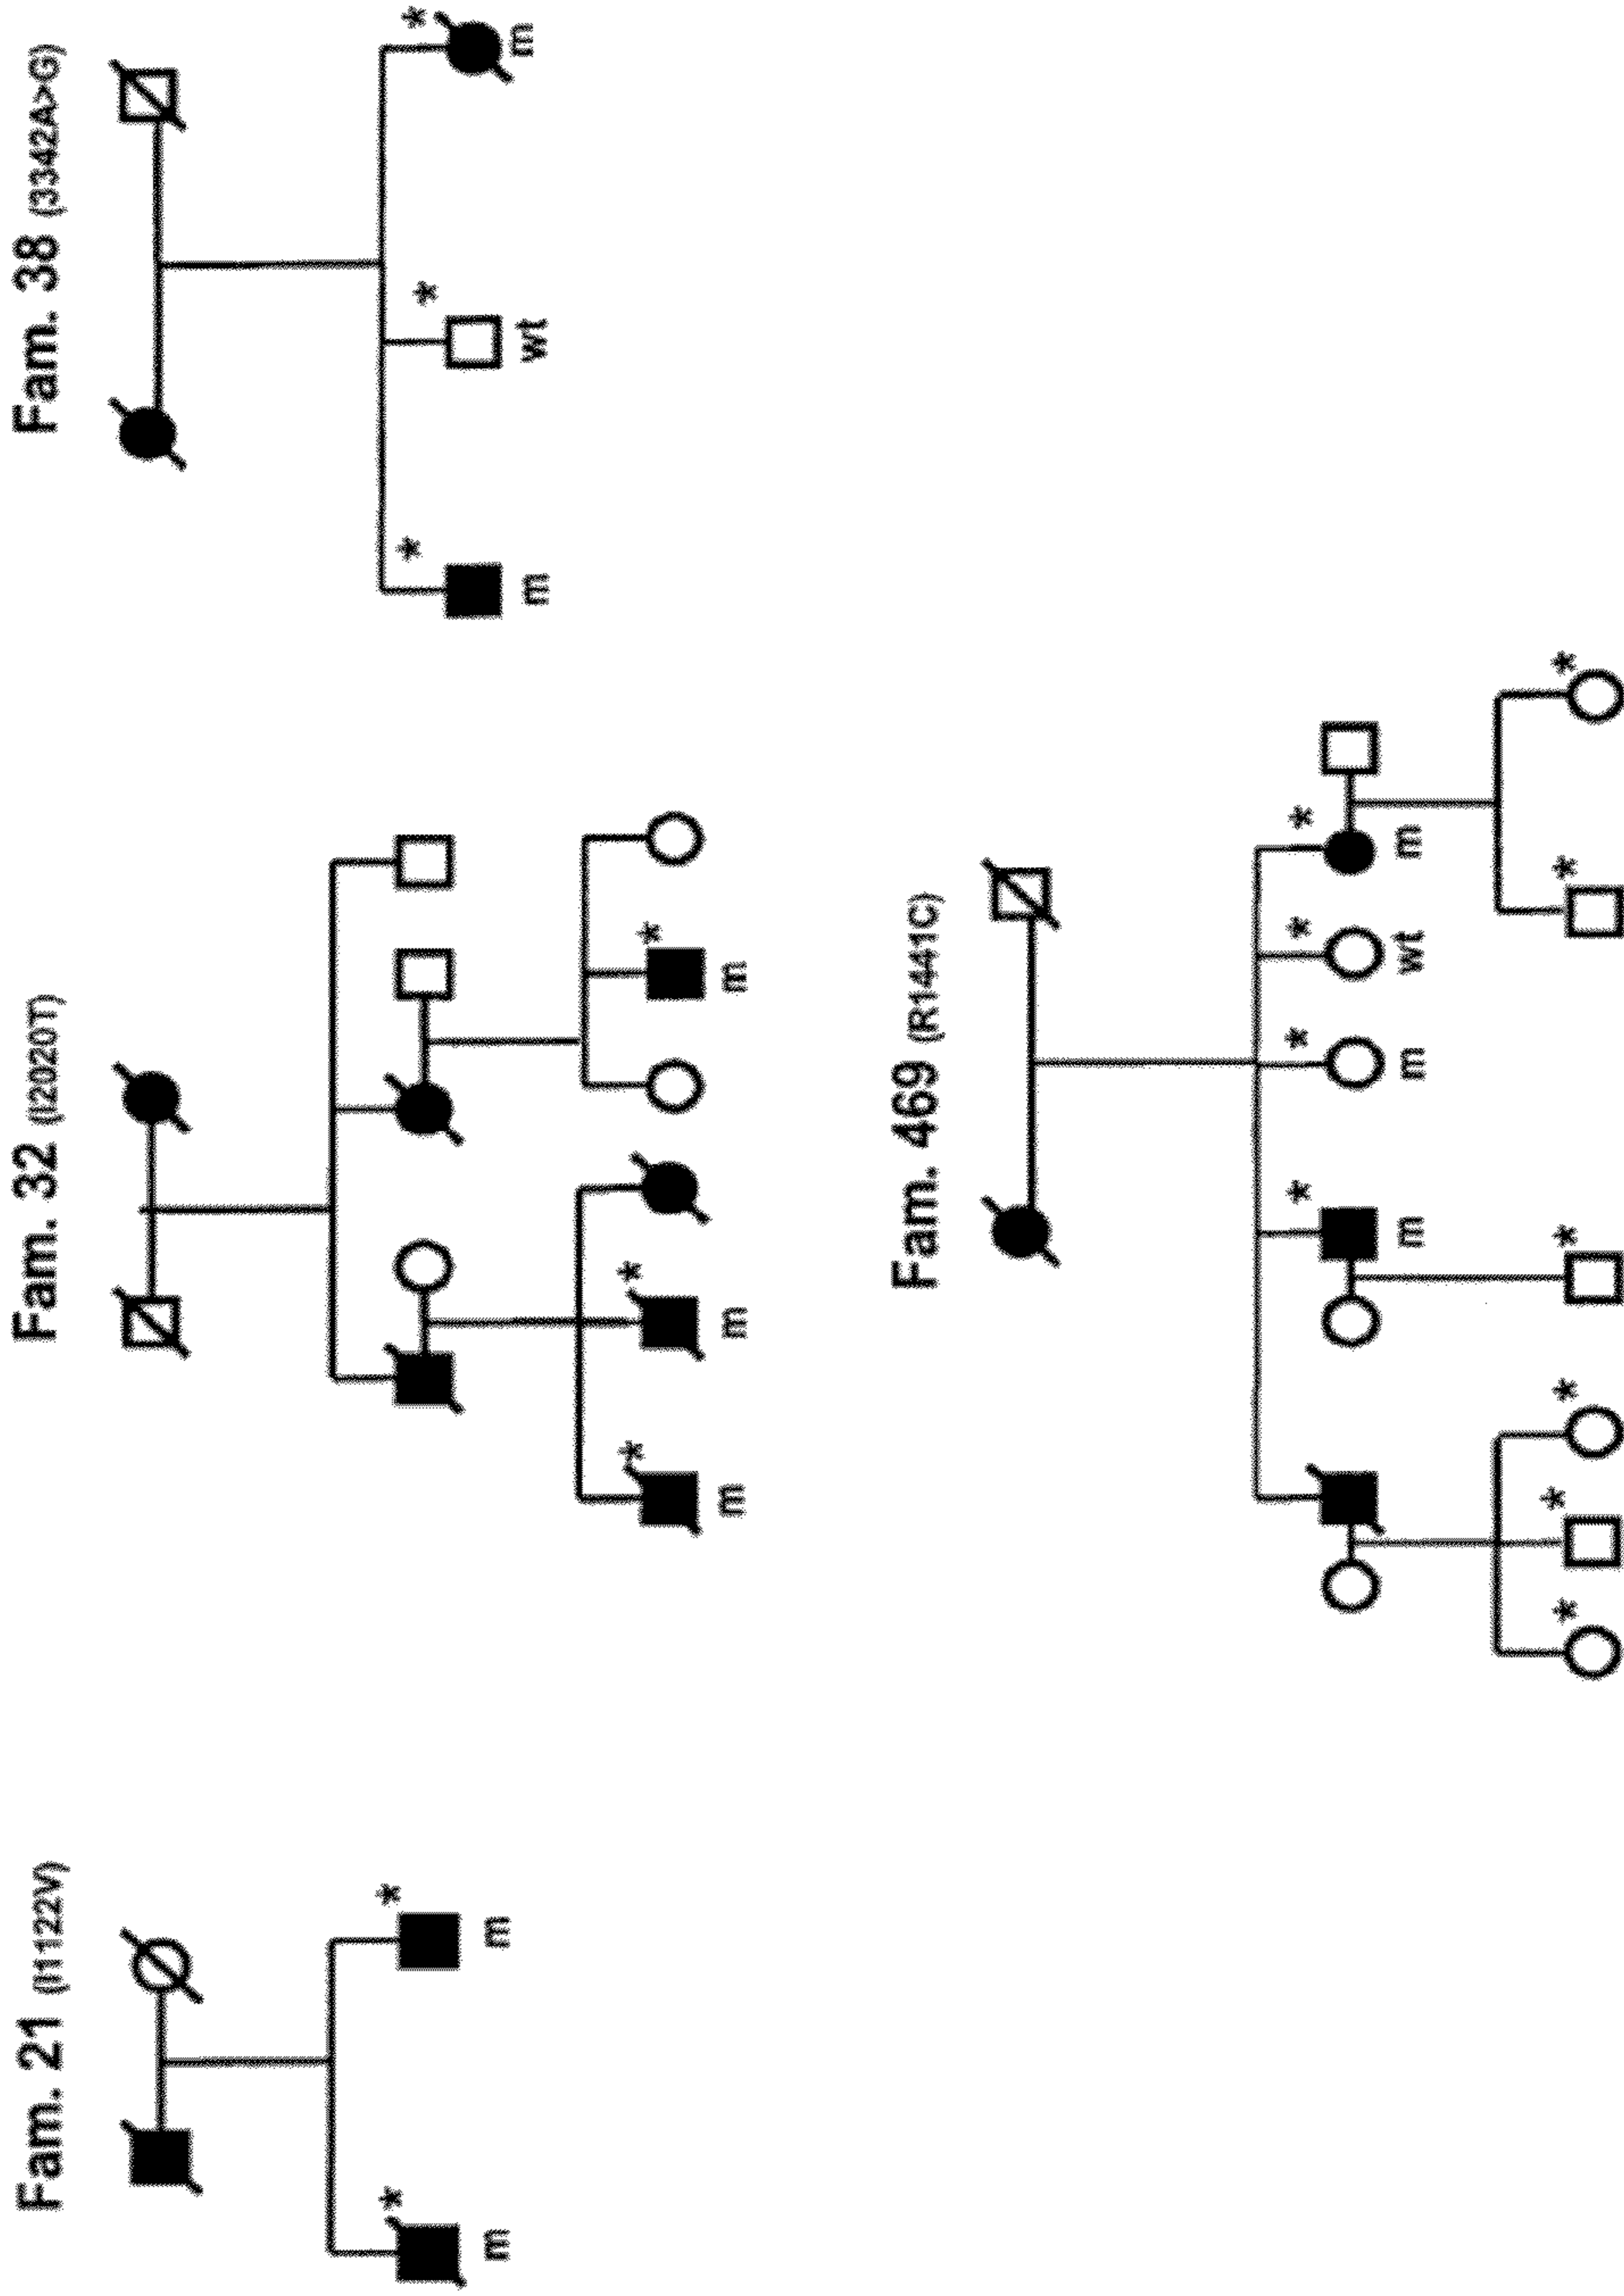 Fam. 21 (I1122V)
*
*
m
m
Fam. 32 (I2020T)
*
*
*
m
m
m
Fam. 38 (3342A>G)
*
*
*
m
wt
m
Fam. 469 (R1441C)
*
*
*
*
m
m
wt
m
*
*
*
*
*
*